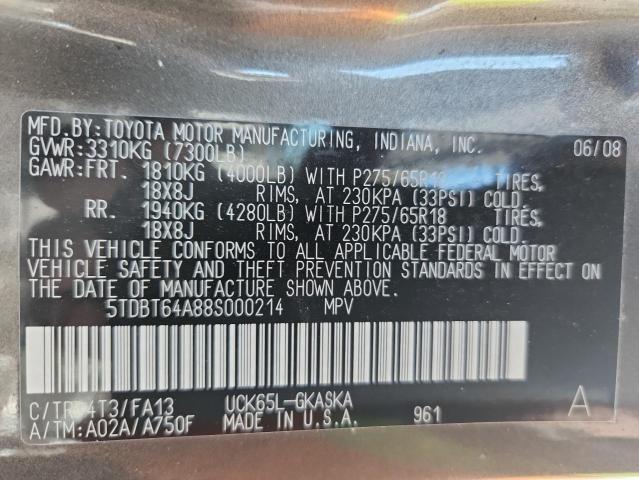 MFD.BY:TOYOTA MOTOR MANUFACTURING, INDIANA, INC. 06/08
GVWR:3310KG (7300LB)
GAWR:FRT. 1810KG (4000LB) WITH P275/65R18 TIRES,
18X8J RIMS, AT 230KPA (33PSI) COLD.
RR. 1940KG (4280LB) WITH P275/65R18 TIRES,
18X8J RIMS, AT 230KPA (33PSI) COLD.
THIS VEHICLE CONFORMS TO ALL APPLICABLE FEDERAL MOTOR
VEHICLE SAFETY AND THEFT PREVENTION STANDARDS IN EFFECT ON
THE DATE OF MANUFACTURE SHOWN ABOVE.
5TDBT64A88S000214 MPV
UCK65L-GKASKA A
A/TM:A02A/A750F MADE IN U.S.A. 961